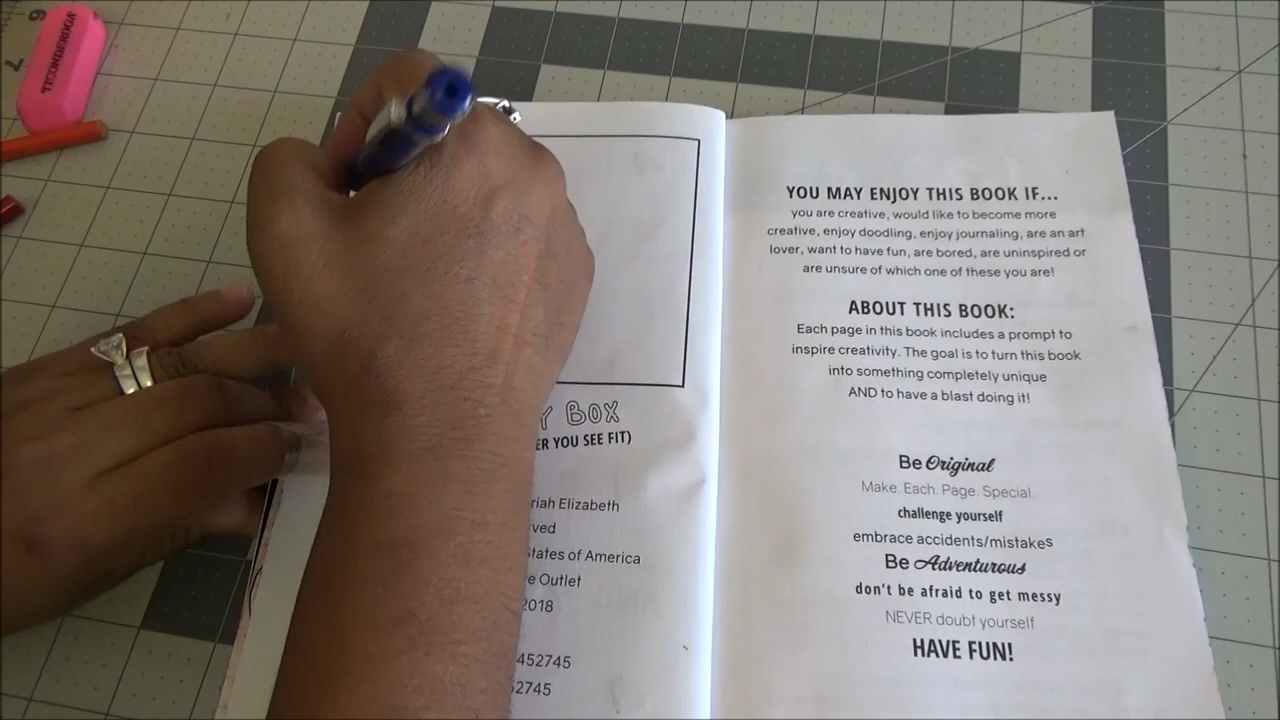 TICONDEROGA
6
7
Y BOX
ER YOU SEE FIT)
riah Elizabeth
ved
States of America
e Outlet
2018
452745
52745
YOU MAY ENJOY THIS BOOK IF...
you are creative, would like to become more
creative, enjoy doodling, enjoy journaling, are an art
lover, want to have fun, are bored, are uninspired or
are unsure of which one of these you are!
ABOUT THIS BOOK:
Each page in this book includes a prompt to
inspire creativity. The goal is to turn this book
into something completely unique
AND to have a blast doing it!
Be Original
Make. Each. Page. Special.
challenge yourself
embrace accidents/mistakes
Be Adventurous
don't be afraid to get messy
NEVER doubt yourself
HAVE FUN!